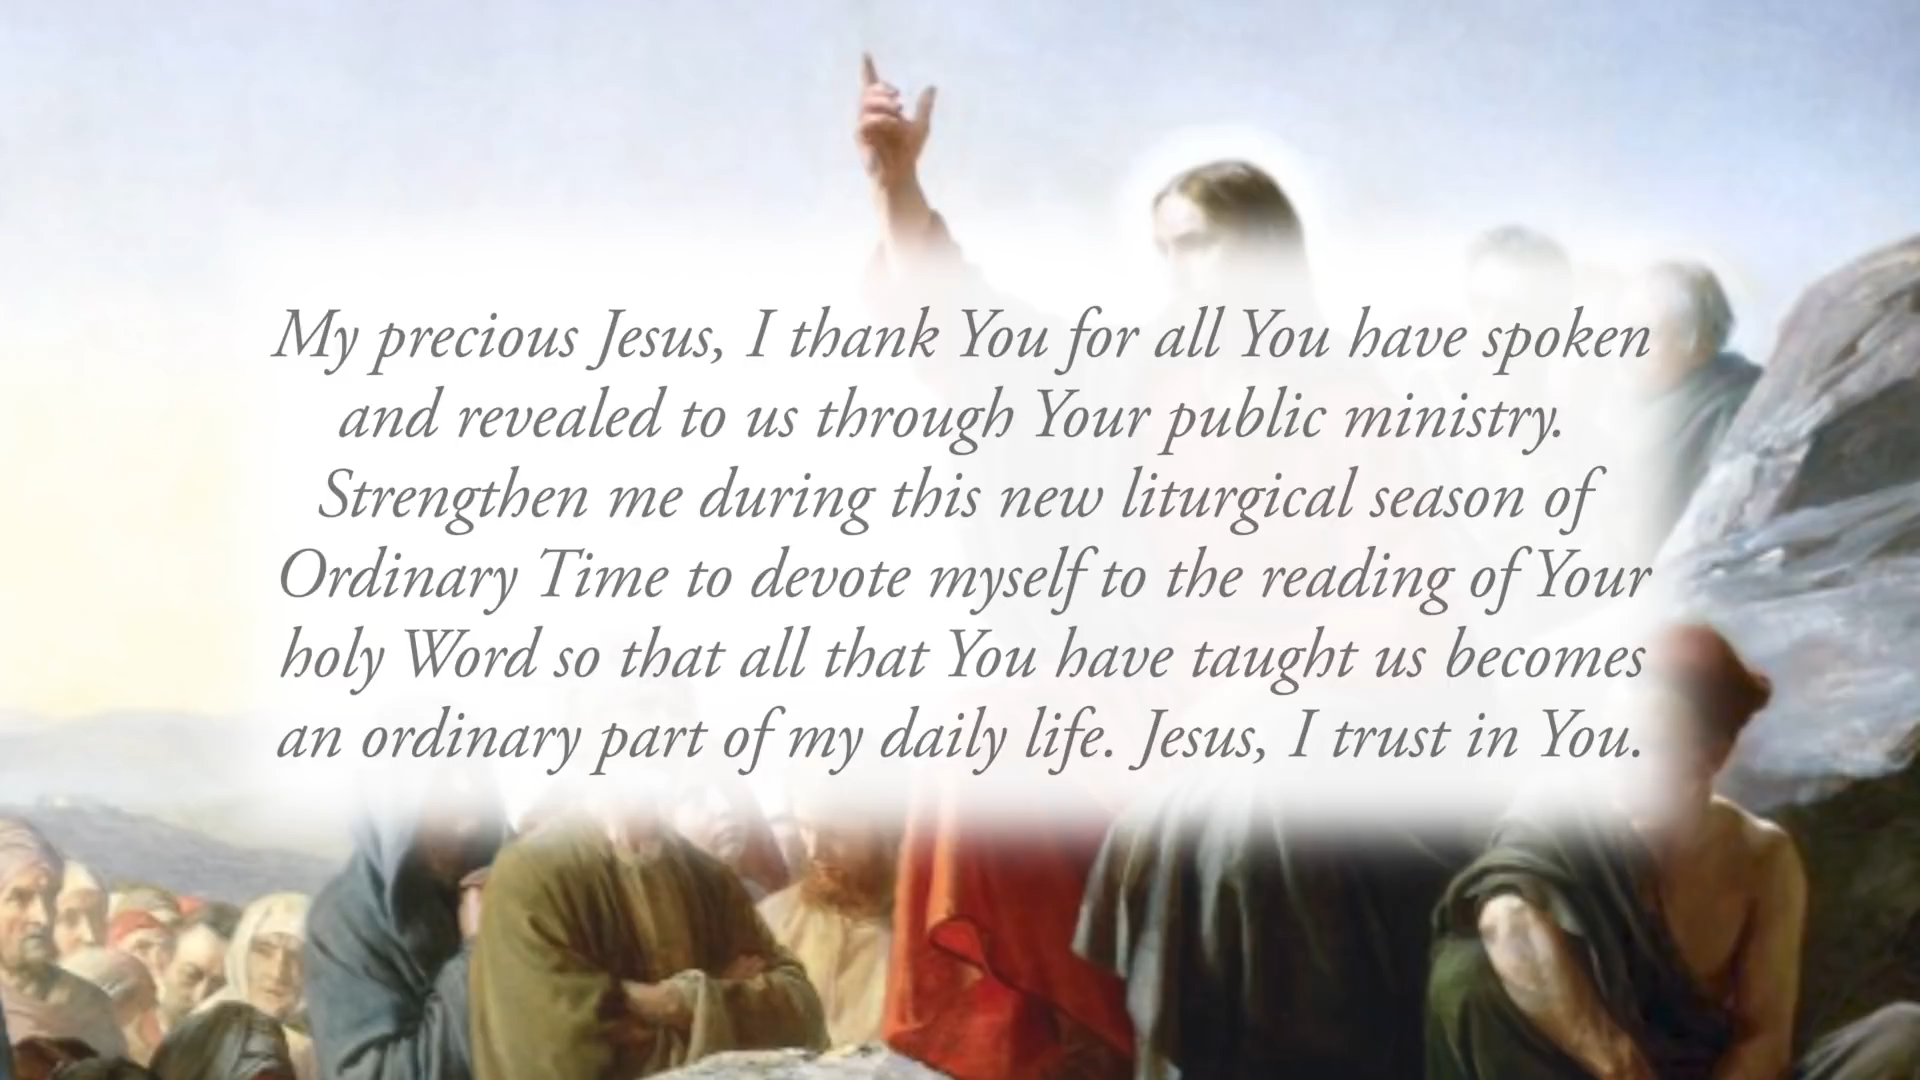 My precious Jesus, I thank You for all You have spoken
and revealed to us through Your public ministry.
Strengthen me during this new liturgical season of
Ordinary Time to devote myself to the reading of Your
holy Word so that all that You have taught us becomes
an ordinary part of my daily life. Jesus, I trust in You.